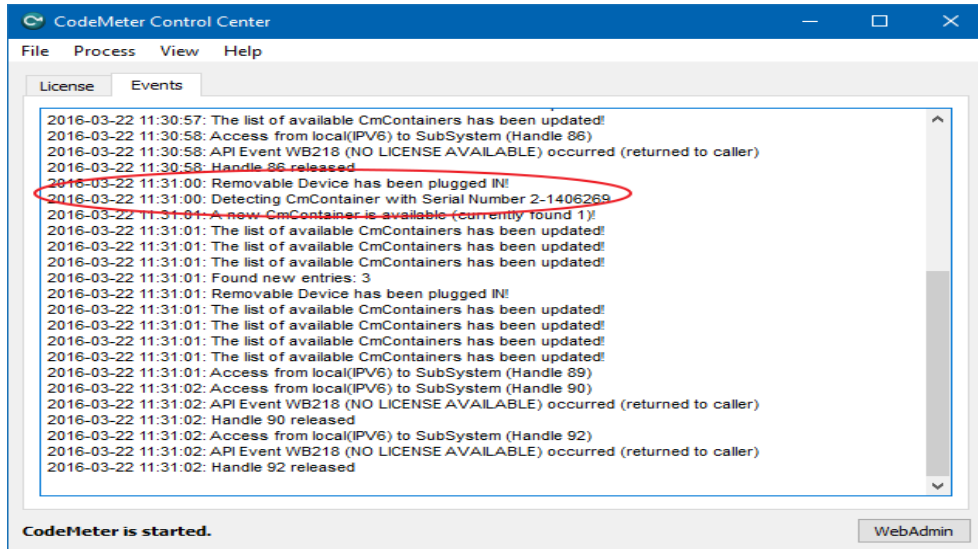 CodeMeter Control Center
File Process View Help
License Events
2016-03-22 11:30:57: The list of available CmContainers has been updated!
2016-03-22 11:30:58: Access from local(IPV6) to SubSystem (Handle 86)
2016-03-22 11:30:58: API Event WB218 (NO LICENSE AVAILABLE) occurred (returned to caller)
2016-03-22 11:30:58: Handle 86 released
2016-03-22 11:31:00: Removable Device has been plugged IN!
2016-03-22 11:31:00: Detecting CmContainer with Serial Number 2-1406269
2016-03-22 11:31:01: A new CmContainer is available (currently found 1)!
2016-03-22 11:31:01: The list of available CmContainers has been updated!
2016-03-22 11:31:01: The list of available CmContainers has been updated!
2016-03-22 11:31:01: The list of available CmContainers has been updated!
2016-03-22 11:31:01: Found new entries: 3
2016-03-22 11:31:01: Removable Device has been plugged IN!
2016-03-22 11:31:01: The list of available CmContainers has been updated!
2016-03-22 11:31:01: The list of available CmContainers has been updated!
2016-03-22 11:31:01: The list of available CmContainers has been updated!
2016-03-22 11:31:01: The list of available CmContainers has been updated!
2016-03-22 11:31:01: Access from local(IPV6) to SubSystem (Handle 89)
2016-03-22 11:31:02: Access from local(IPV6) to SubSystem (Handle 90)
2016-03-22 11:31:02: API Event WB218 (NO LICENSE AVAILABLE) occurred (returned to caller)
2016-03-22 11:31:02: Handle 90 released
2016-03-22 11:31:02: Access from local(IPV6) to SubSystem (Handle 92)
2016-03-22 11:31:02: API Event WB218 (NO LICENSE AVAILABLE) occurred (returned to caller)
2016-03-22 11:31:02: Handle 92 released
CodeMeter is started.
WebAdmin